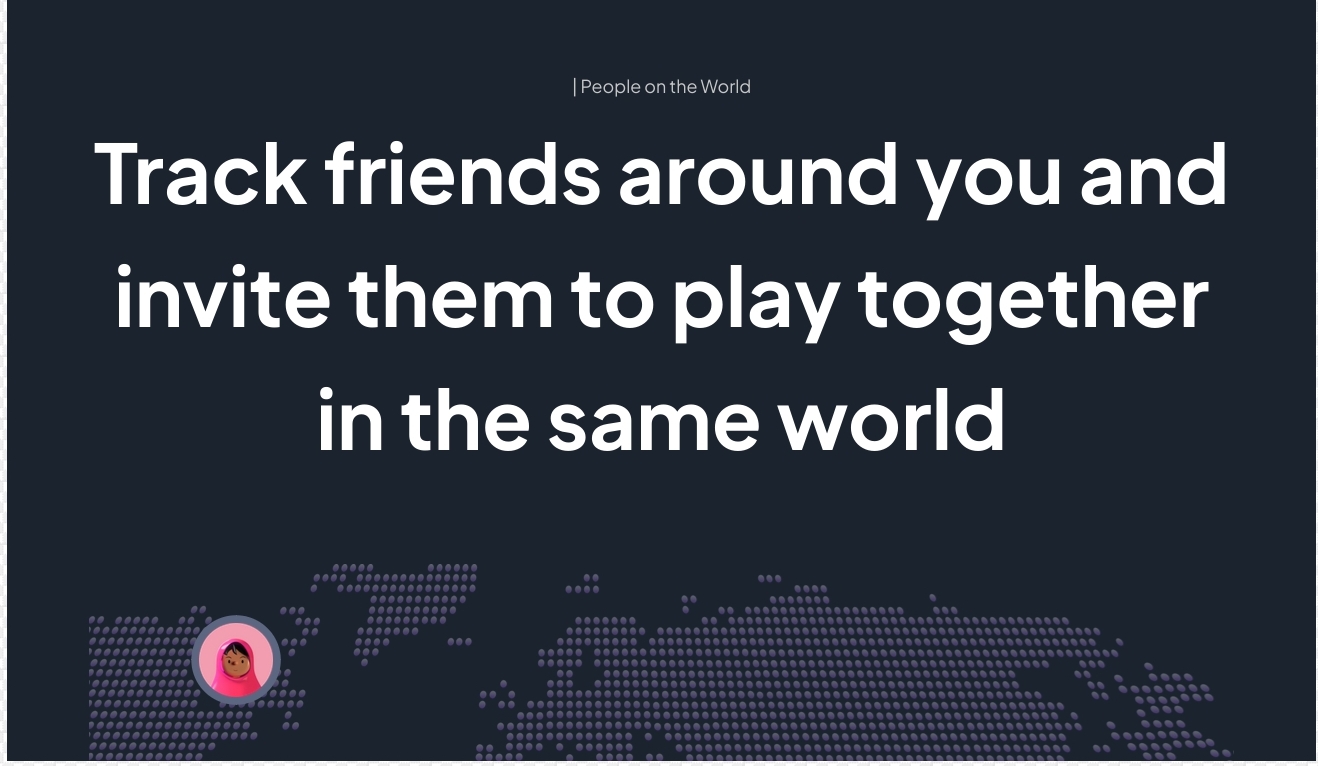 | People on the World
Track friends around you and
invite them to play together
in the same world